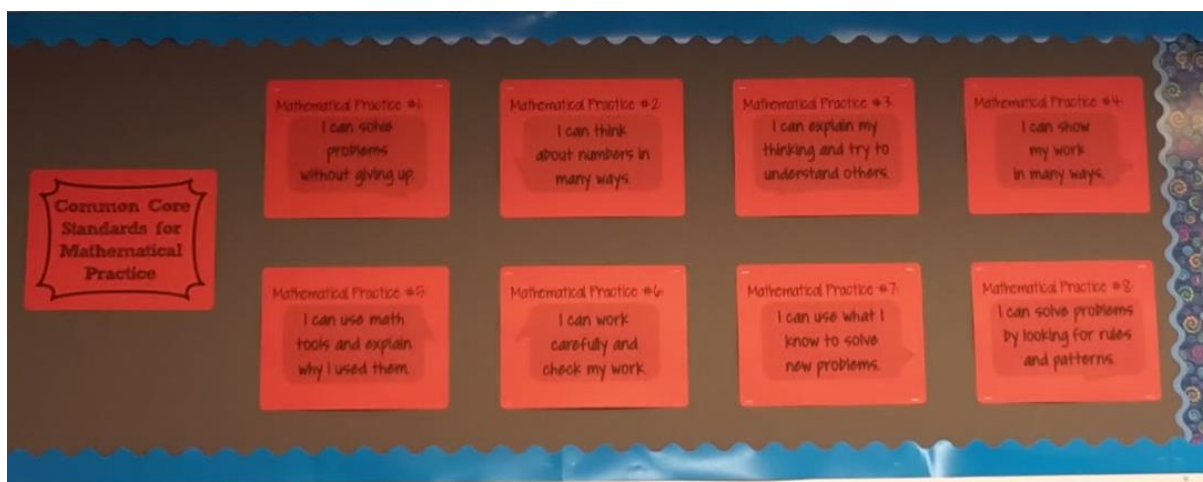 Common Core
Standards for
Mathematical
Practice
Mathematical Practice #1:
I can solve
problems
without giving up.
Mathematical Practice #2:
I can think
about numbers in
many ways.
Mathematical Practice #3:
I can explain my
thinking and try to
understand others.
Mathematical Practice #4:
I can show
my work
in many ways.
Mathematical Practice #5:
I can use math
tools and explain
why I used them.
Mathematical Practice #6:
I can work
carefully and
check my work.
Mathematical Practice #7:
I can use what I
know to solve
new problems.
Mathematical Practice #8:
I can solve problems
by looking for rules
and patterns.